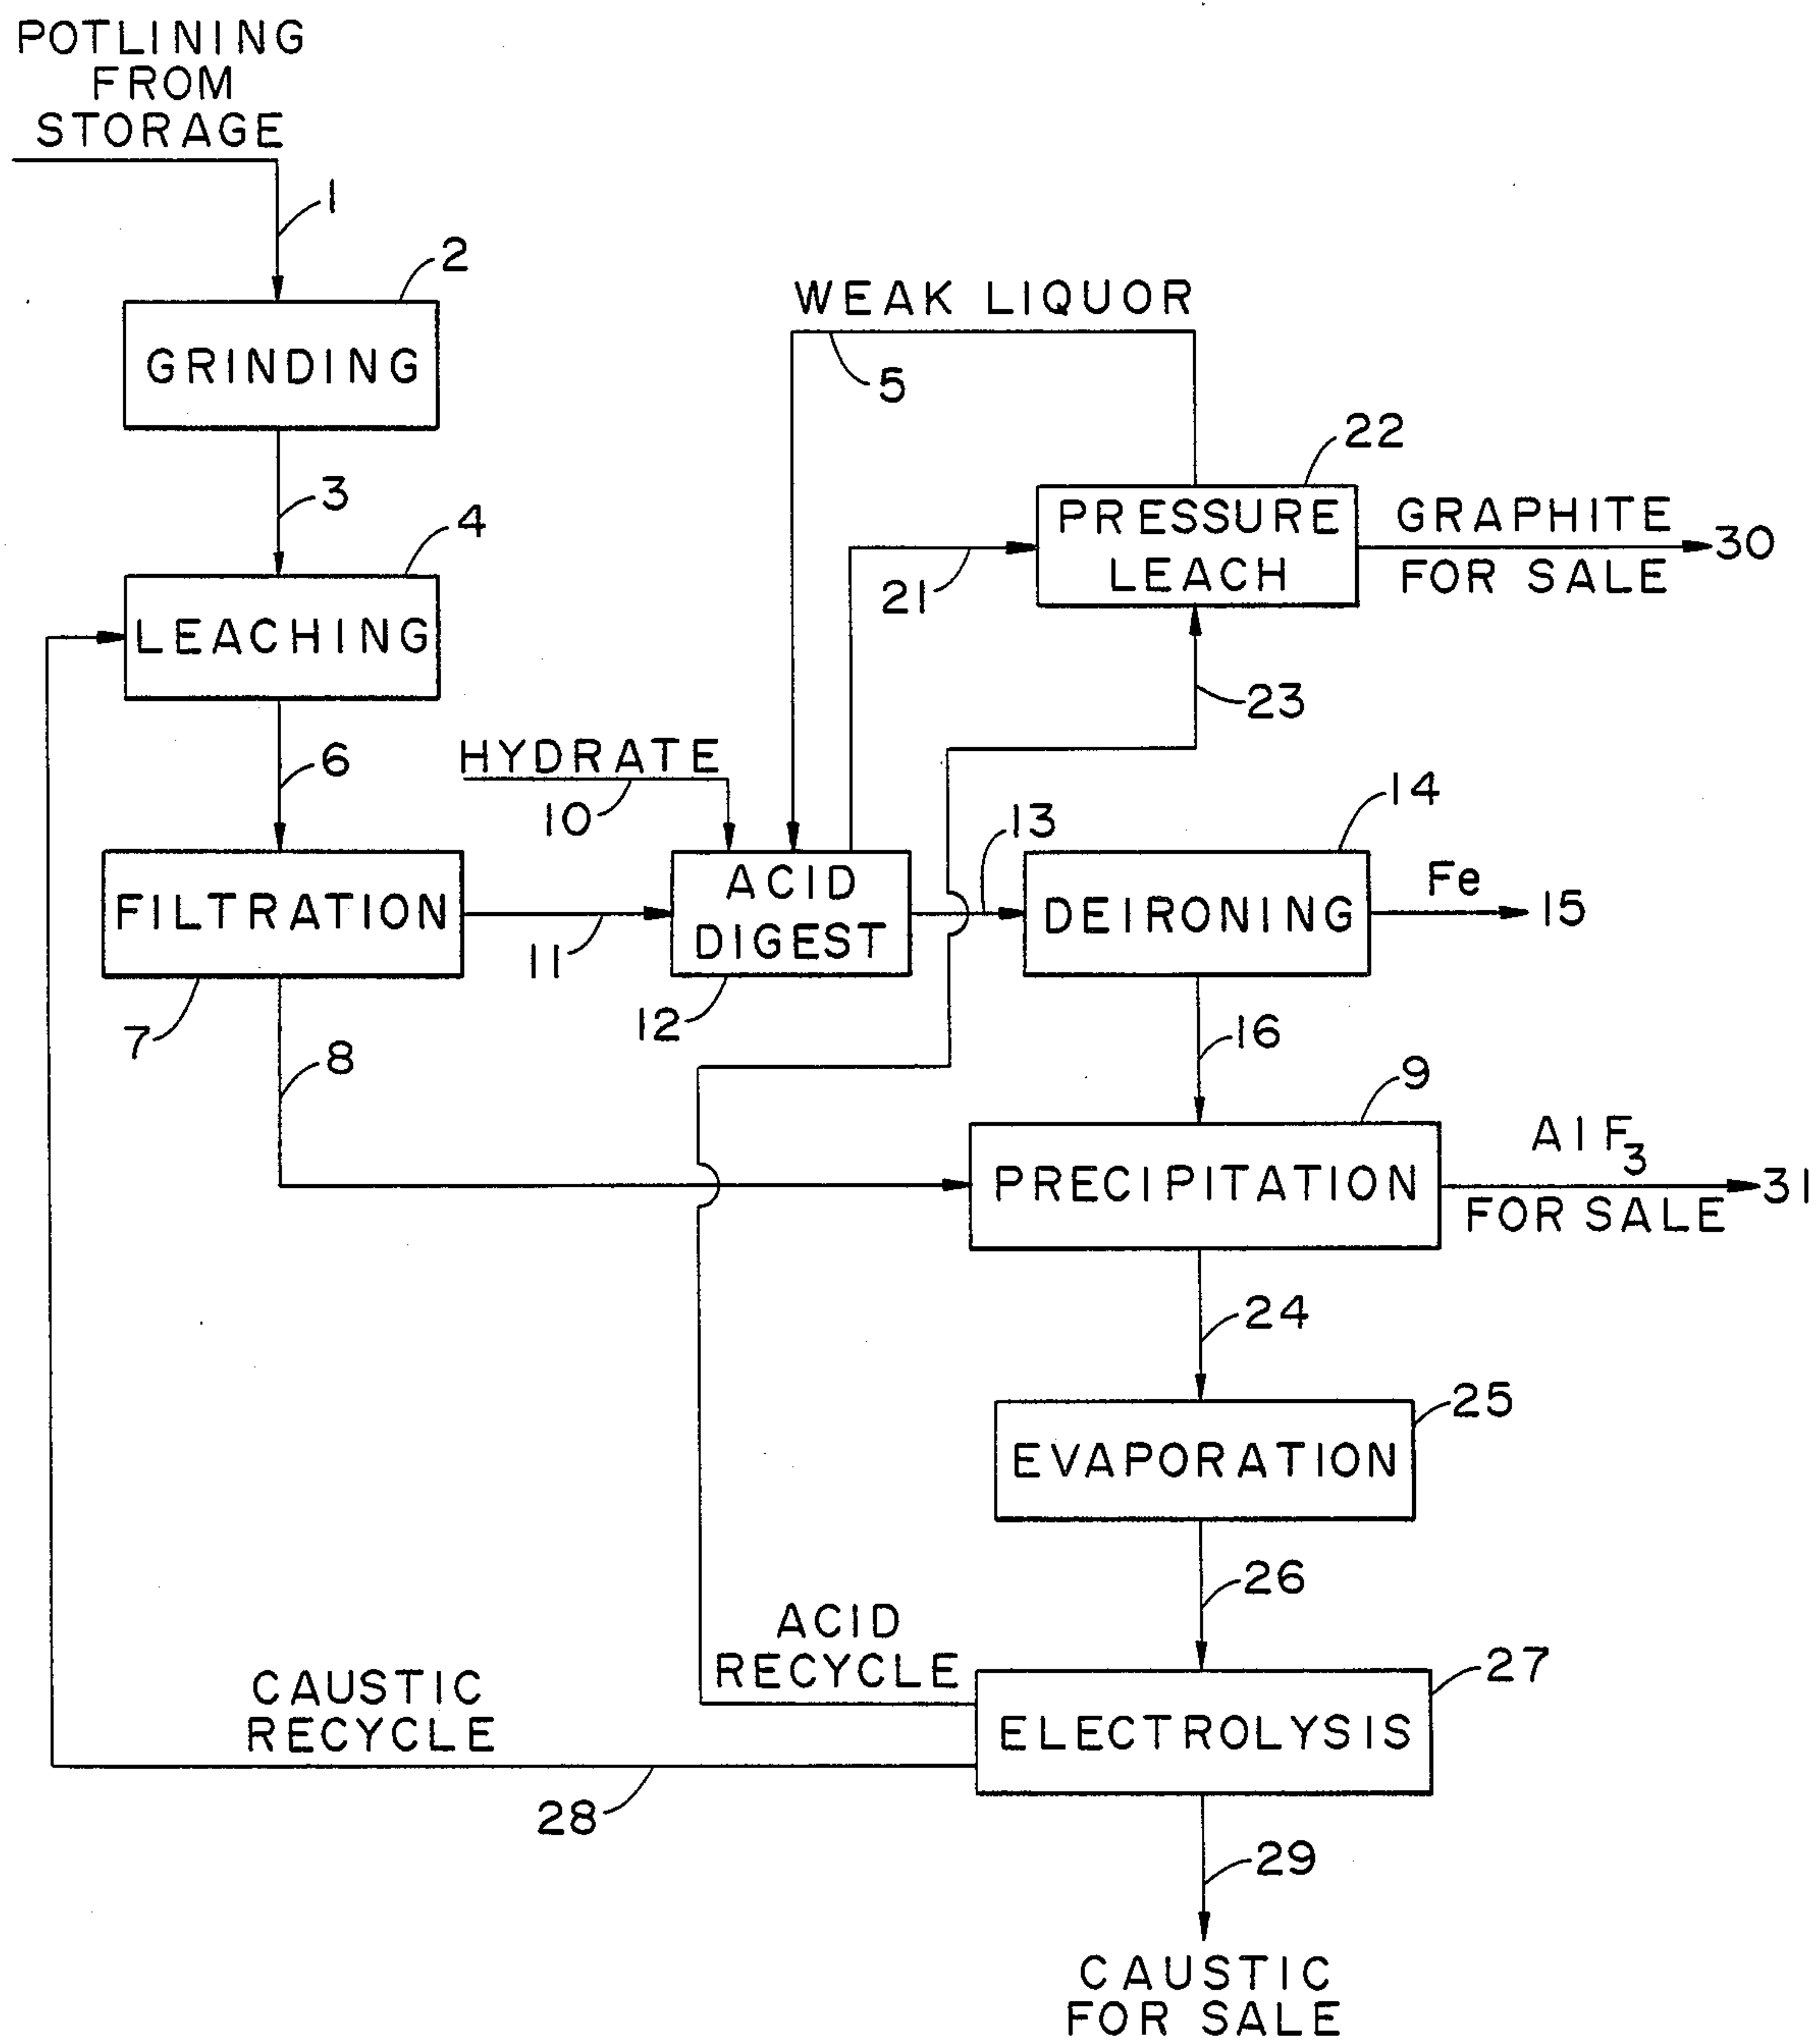 POTLINING
FROM
STORAGE
1
2
GRINDING
3
4
LEACHING
6
FILTRATION
7
8
11
HYDRATE
10
ACID
DIGEST
12
WEAK LIQUOR
5
21
22
PRESSURE
LEACH
GRAPHITE
FOR SALE
30
23
13
14
DEIRONING
Fe
15
16
9
PRECIPITATION
AlF3
FOR SALE
31
24
25
EVAPORATION
26
27
ELECTROLYSIS
ACID
RECYCLE
CAUSTIC
RECYCLE
28
29
CAUSTIC
FOR SALE